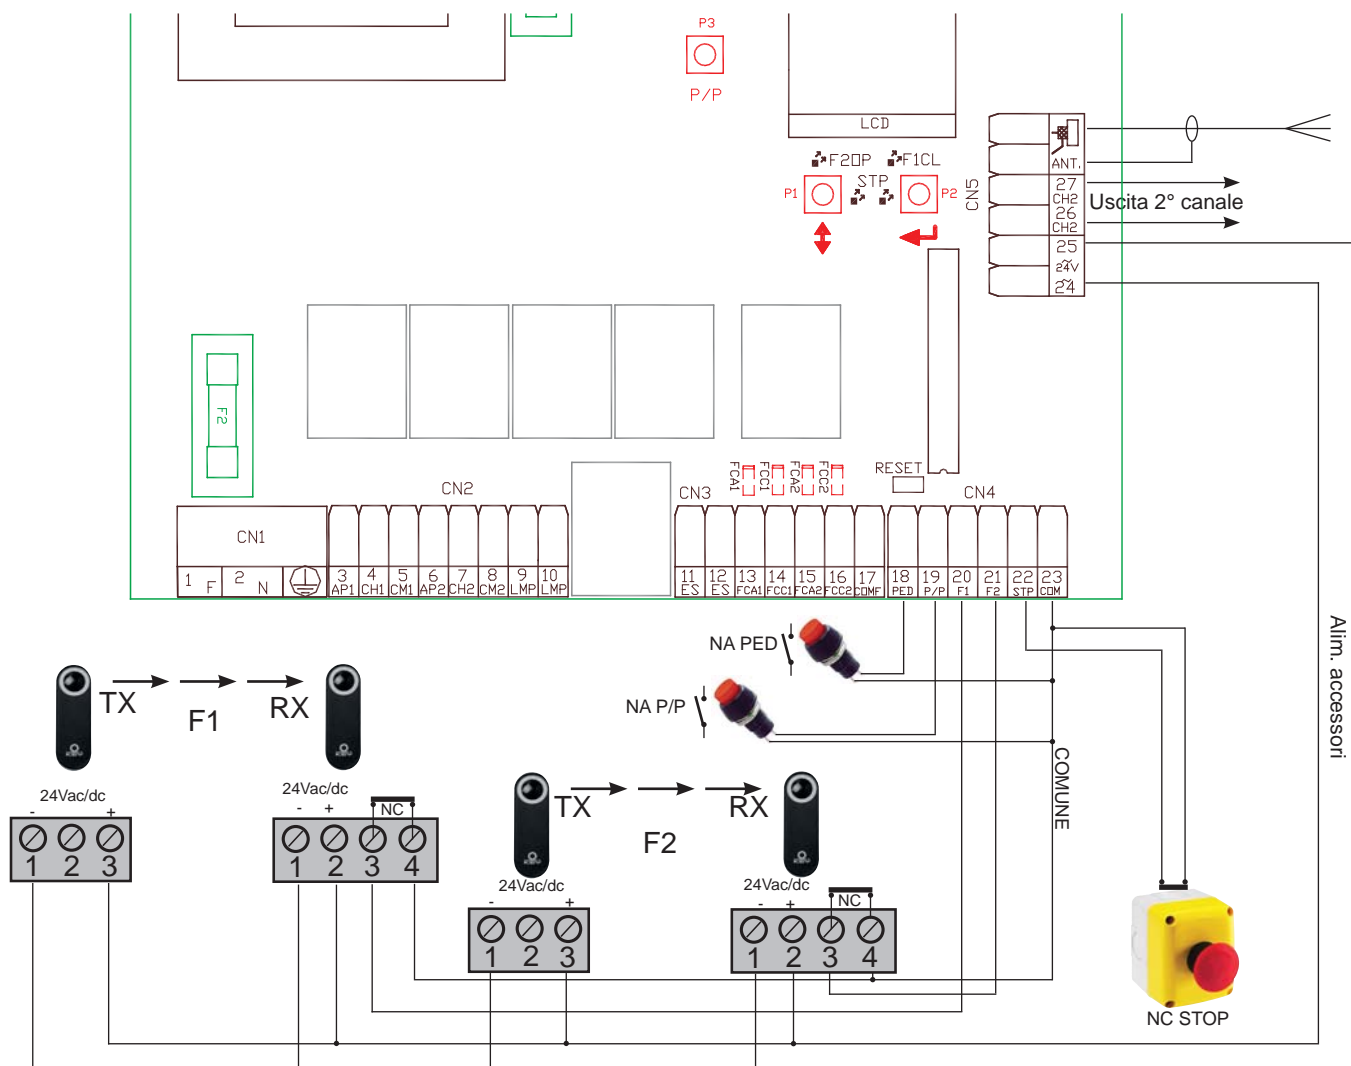 P3
P/P
LCD
F2OP
F1CL
STP
P1
P2
CN5
ANT.
27
CH2
26
CH2
25
24V
24
Uscita 2° canale
F2
FCA1
FCC1
FCA2
FCC2
RESET
CN1
CN2
CN3
CN4
1 F 2 N
3 4 5 6 7 8 9 10
AP1 CH1 CM1 AP2 CH2 CM2 LMP LMP
11 12 13 14 15 16 17
ES ES FCA1 FCC1 FCA2 FCC2 COMF
18 19 20 21 22 23
PED P/P F1 F2 STP COM
NA PED
NA P/P
COMUNE
Alim. accessori
TX
F1
RX
24Vac/dc
- +
1 2 3
24Vac/dc
- +
NC
1 2 3 4
TX
F2
RX
24Vac/dc
- +
1 2 3
24Vac/dc
- +
NC
1 2 3 4
NC STOP